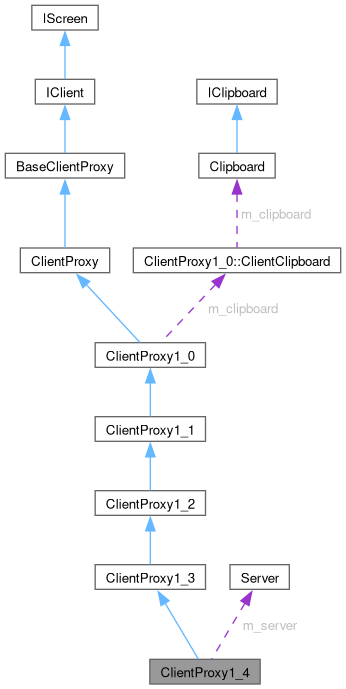 IScreen
IClient
IClipboard
BaseClientProxy
Clipboard
m_clipboard
ClientProxy
ClientProxy1_0::ClientClipboard
m_clipboard
ClientProxy1_0
ClientProxy1_1
ClientProxy1_2
ClientProxy1_3
Server
m_server
ClientProxy1_4